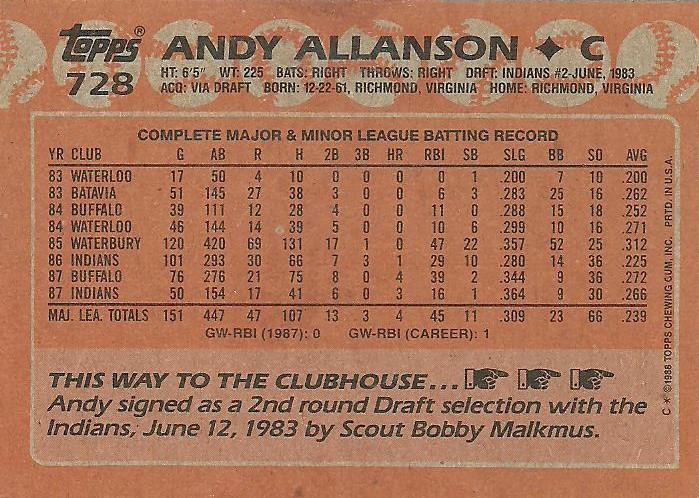 topps® ANDY ALLANSON ✦ C
728 HT: 6'5" WT: 225 BATS: RIGHT THROWS: RIGHT DRFT: INDIANS #2-JUNE, 1983
ACQ: VIA DRAFT BORN: 12-22-61, RICHMOND, VIRGINIA HOME: RICHMOND, VIRGINIA
COMPLETE MAJOR & MINOR LEAGUE BATTING RECORD
YR CLUB G AB R H 2B 3B HR RBI SB SLG BB SO AVG
83 WATERLOO 17 50 4 10 0 0 0 0 1 .200 7 10 .200
83 BATAVIA 51 145 27 38 3 0 0 6 3 .283 25 16 .262
84 BUFFALO 39 111 12 28 4 0 0 11 0 .288 15 18 .252
84 WATERLOO 46 144 14 39 5 0 0 10 6 .299 10 16 .271
85 WATERBURY 120 420 69 131 17 1 0 47 22 .357 52 25 .312
86 INDIANS 101 293 30 66 7 3 1 29 10 .280 14 36 .225
87 BUFFALO 76 276 21 75 8 0 4 39 2 .344 9 36 .272
87 INDIANS 50 154 17 41 6 0 3 16 1 .364 9 30 .266
MAJ. LEA. TOTALS 151 447 47 107 13 3 4 45 11 .309 23 66 .239
GW-RBI (1987): 0 GW-RBI (CAREER): 1
THIS WAY TO THE CLUBHOUSE...
Andy signed as a 2nd round Draft selection with the
Indians, June 12, 1983 by Scout Bobby Malkmus.
C * ©1988 TOPPS CHEWING GUM, INC. PRTD. IN U.S.A.